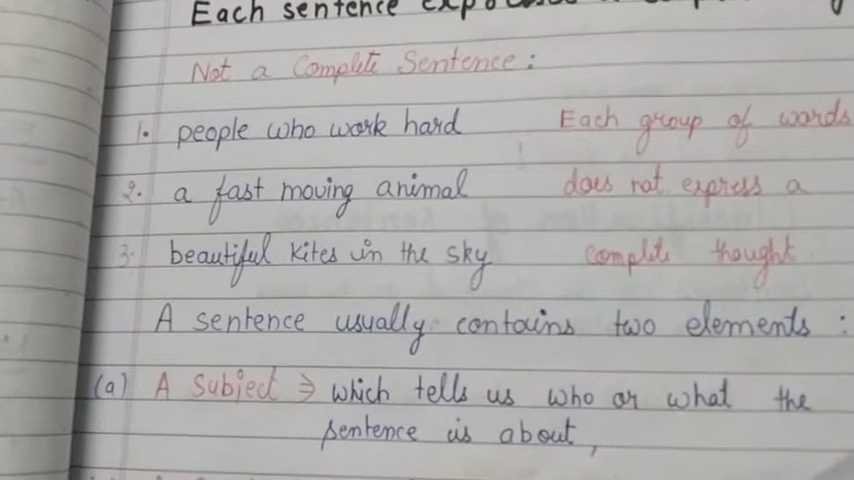 Each sentence
Not a Complete Sentence :
1. people who work hard Each group of words
2. a fast moving animal does not express a
3. beautiful kites in the sky complete thought
A sentence usually contains two elements :
(a) A Subject ⇒ which tells us who or what the
sentence is about,